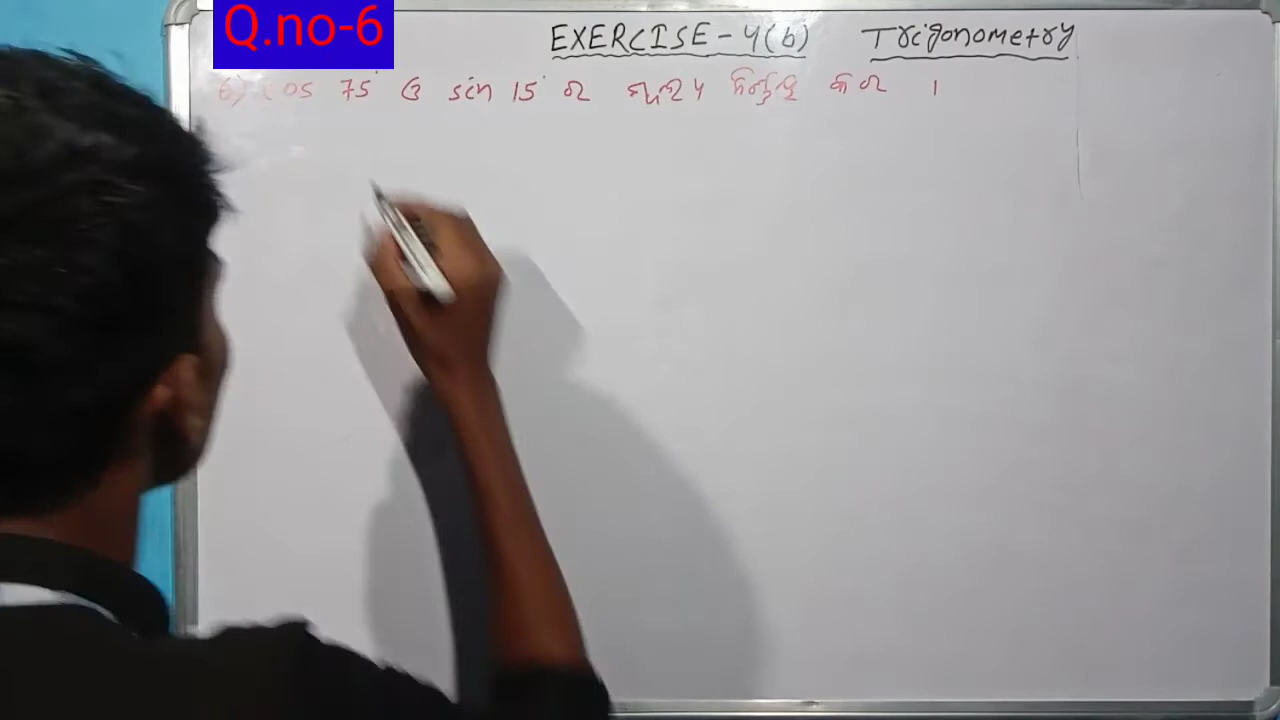 Q.no-6
EXERCISE-4(b) Trigonometry
6) Cos 75° ଓ sin 15° ର ମୂଲ୍ୟ ନିର୍ଣ୍ଣୟ କର ।